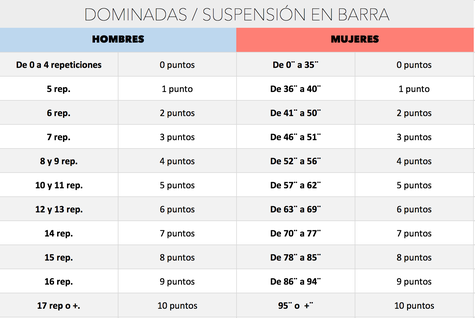 DOMINADAS / SUSPENSIÓN EN BARRA
HOMBRES MUJERES
De 0 a 4 repeticiones 0 puntos De 0¨ a 35¨ 0 puntos
5 rep. 1 punto De 36¨ a 40¨ 1 punto
6 rep. 2 puntos De 41¨ a 50¨ 2 puntos
7 rep. 3 puntos De 46¨ a 51¨ 3 puntos
8 y 9 rep. 4 puntos De 52¨ a 56¨ 4 puntos
10 y 11 rep. 5 puntos De 57¨ a 62¨ 5 puntos
12 y 13 rep. 6 puntos De 63¨ a 69¨ 6 puntos
14 rep. 7 puntos De 70¨ a 77¨ 7 puntos
15 rep. 8 puntos De 78¨ a 85¨ 8 puntos
16 rep. 9 puntos De 86¨ a 94¨ 9 puntos
17 rep o +. 10 puntos 95¨ o +¨ 10 puntos